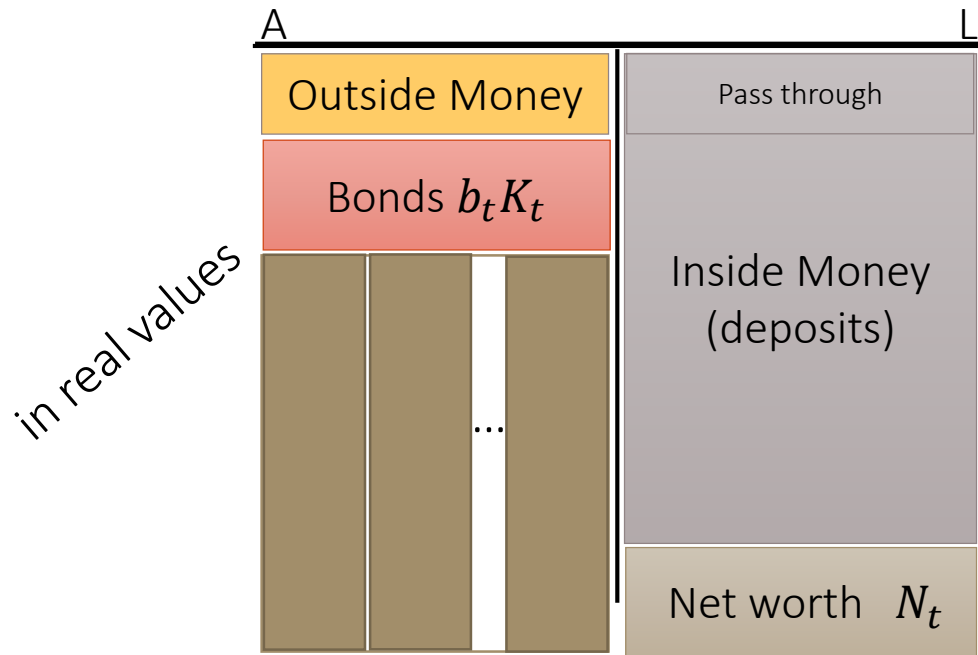 A
L
Outside Money
Pass through
Bonds $b_t K_t$
Inside Money
(deposits)
in real values
...
Net worth $N_t$